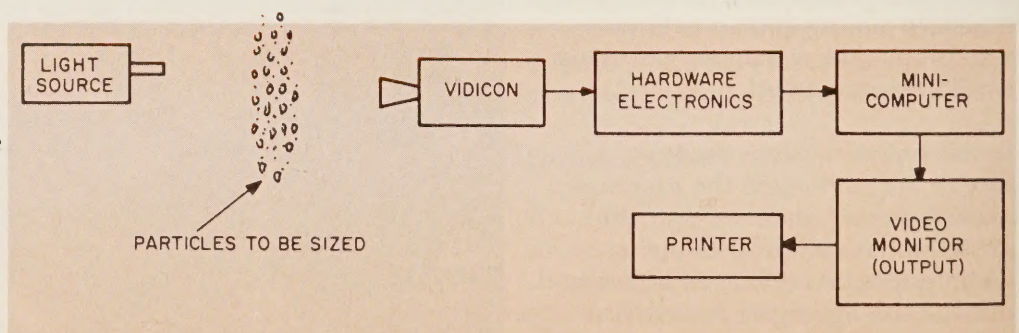 LIGHT
SOURCE
VIDICON
HARDWARE
ELECTRONICS
MINI-
COMPUTER
PARTICLES TO BE SIZED
PRINTER
VIDEO
MONITOR
(OUTPUT)